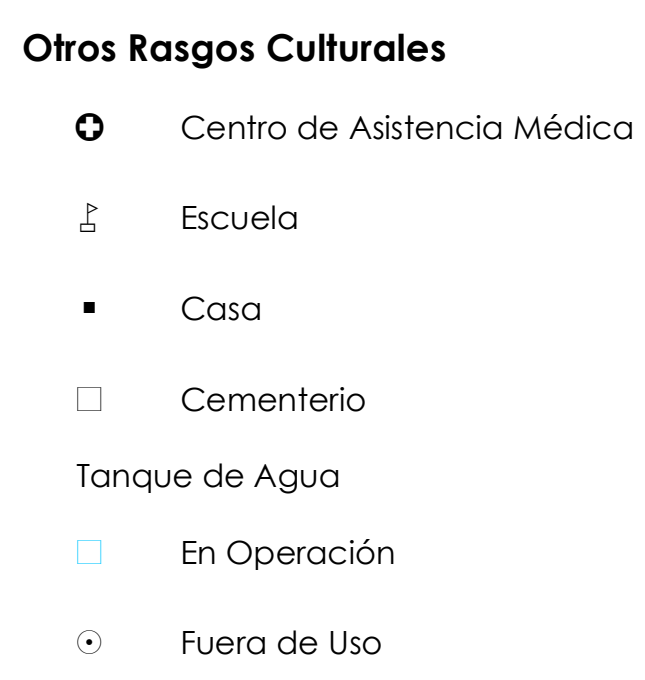 Otros Rasgos Culturales
Centro de Asistencia Médica
Escuela
Casa
Cementerio
Tanque de Agua
En Operación
Fuera de Uso